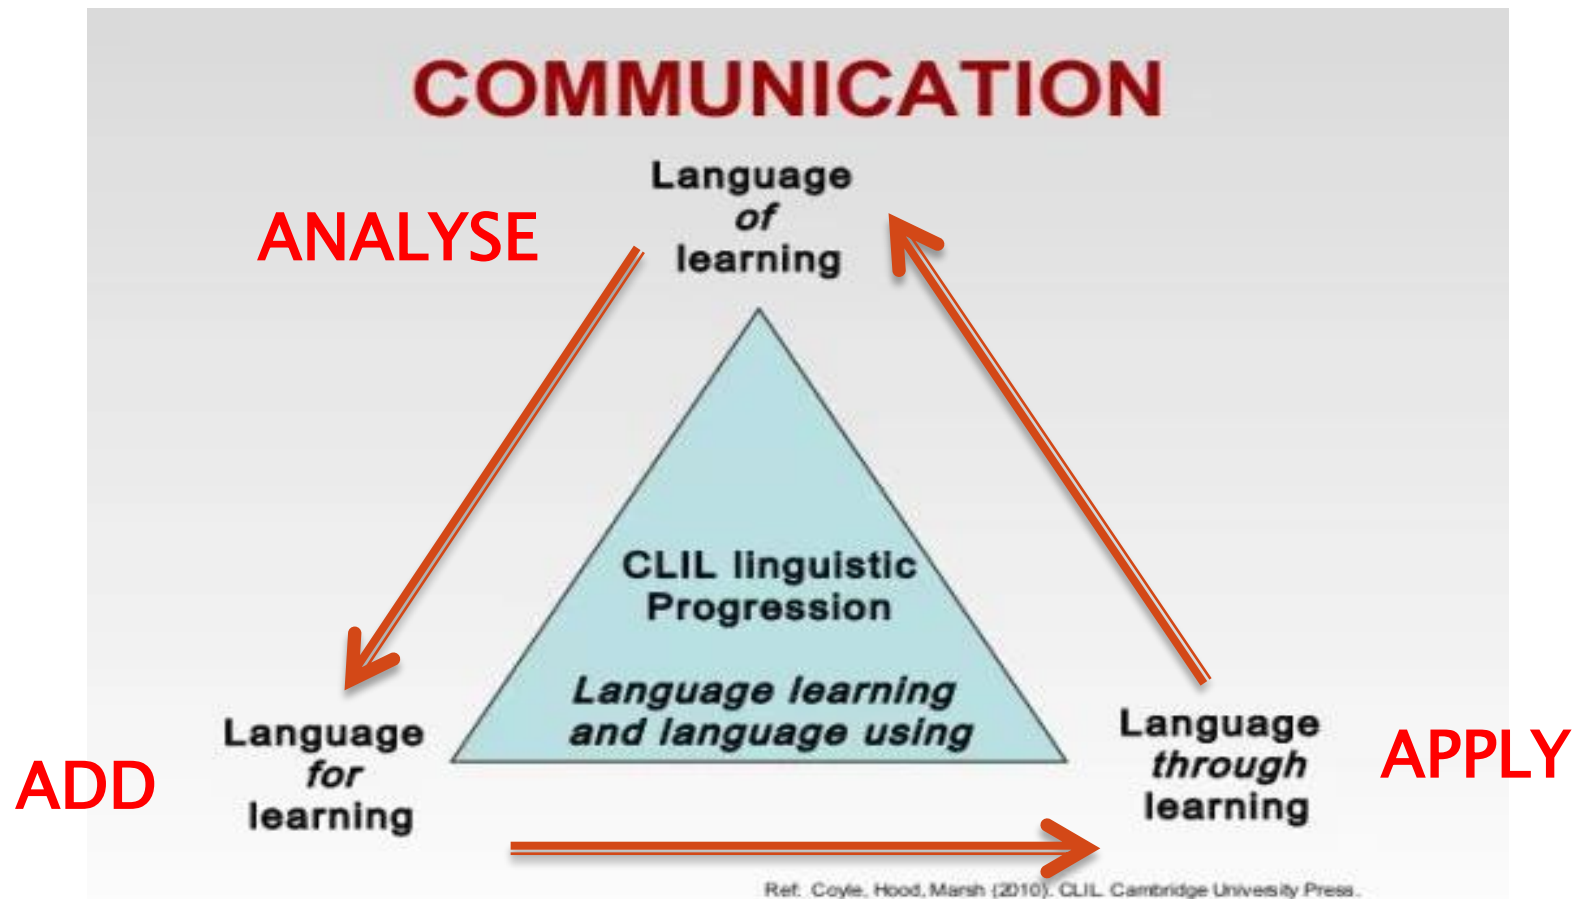 COMMUNICATION
Language
of
learning
ANALYSE
CLIL linguistic
Progression
Language learning
and language using
Language
for
learning
ADD
Language
through
learning
APPLY
Ref: Coyle, Hood, Marsh (2010). CLIL. Cambridge University Press.